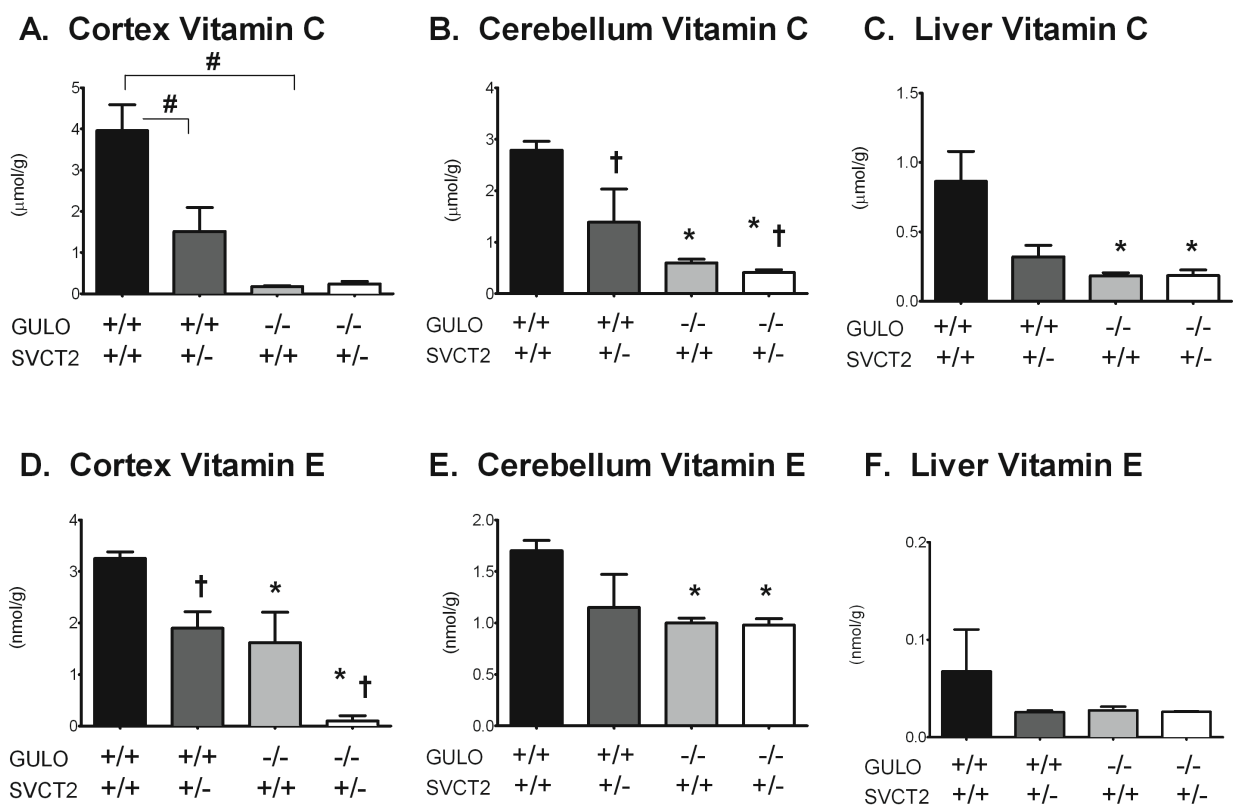 A. Cortex Vitamin C
#
#
5
4
3
2
1
0
(μmol/g)
GULO +/+ +/+ -/- -/-
SVCT2 +/+ +/- +/+ +/-
B. Cerebellum Vitamin C
4
3
2
1
0
(μmol/g)
†
*
* †
+/+ +/+ -/- -/-
GULO
SVCT2 +/+ +/- +/+ +/-
C. Liver Vitamin C
1.5
1.0
0.5
0.0
(μmol/g)
* *
GULO +/+ +/+ -/- -/-
SVCT2 +/+ +/- +/+ +/-
D. Cortex Vitamin E
4
3
2
1
0
(nmol/g)
† *
* †
GULO +/+ +/+ -/- -/-
SVCT2 +/+ +/- +/+ +/-
E. Cerebellum Vitamin E
2.0
1.5
1.0
0.5
0.0
(nmol/g)
* *
GULO +/+ +/+ -/- -/-
SVCT2 +/+ +/- +/+ +/-
F. Liver Vitamin E
0.2
0.1
0.0
(nmol/g)
GULO +/+ +/+ -/- -/-
SVCT2 +/+ +/- +/+ +/-